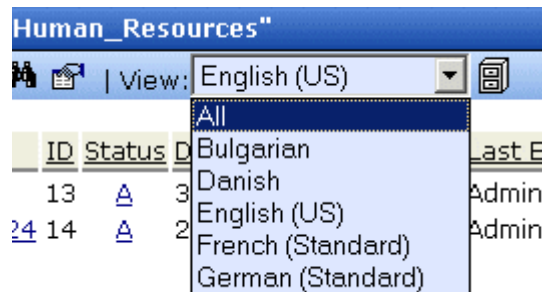 Human_Resources"
| View: English (US)
All
ID Status D Bulgarian Last E
13 A 3 Danish Admin
English (US)
24 14 A 2 French (Standard) Admin
German (Standard)